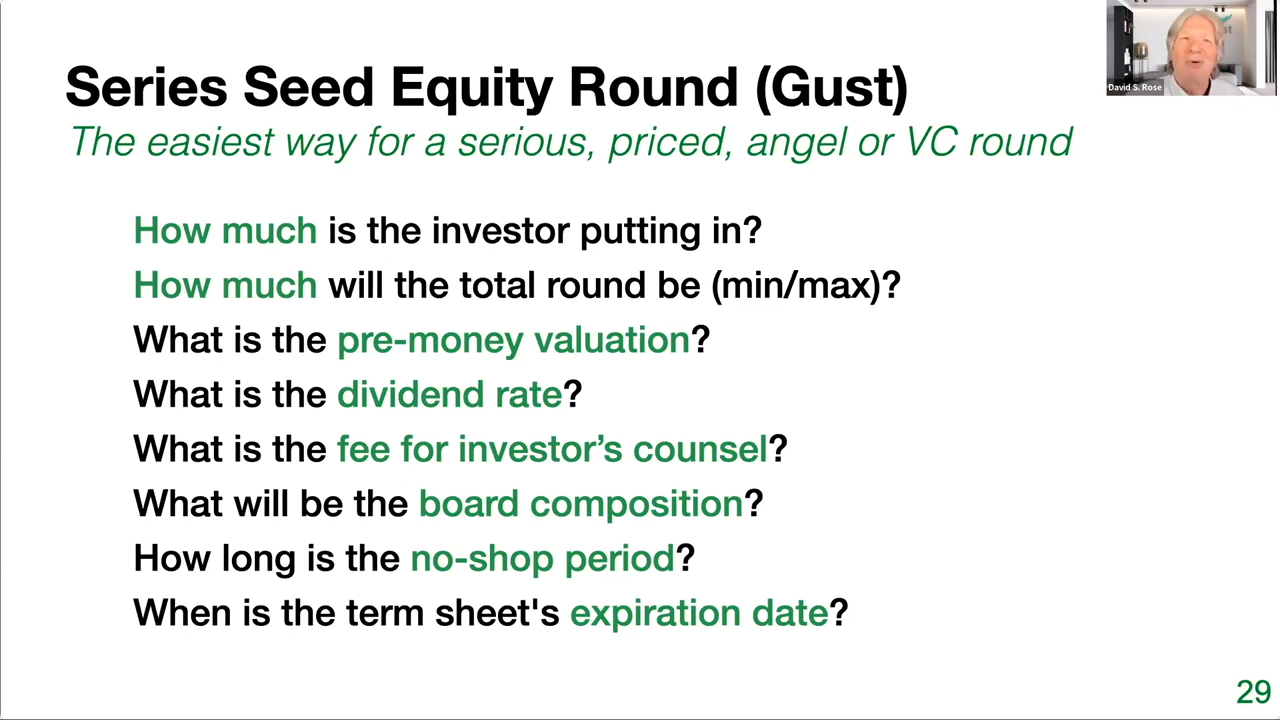 Series Seed Equity Round (Gust)
The easiest way for a serious, priced, angel or VC round
How much is the investor putting in?
How much will the total round be (min/max)?
What is the pre-money valuation?
What is the dividend rate?
What is the fee for investor’s counsel?
What will be the board composition?
How long is the no-shop period?
When is the term sheet's expiration date?
David S. Rose
29